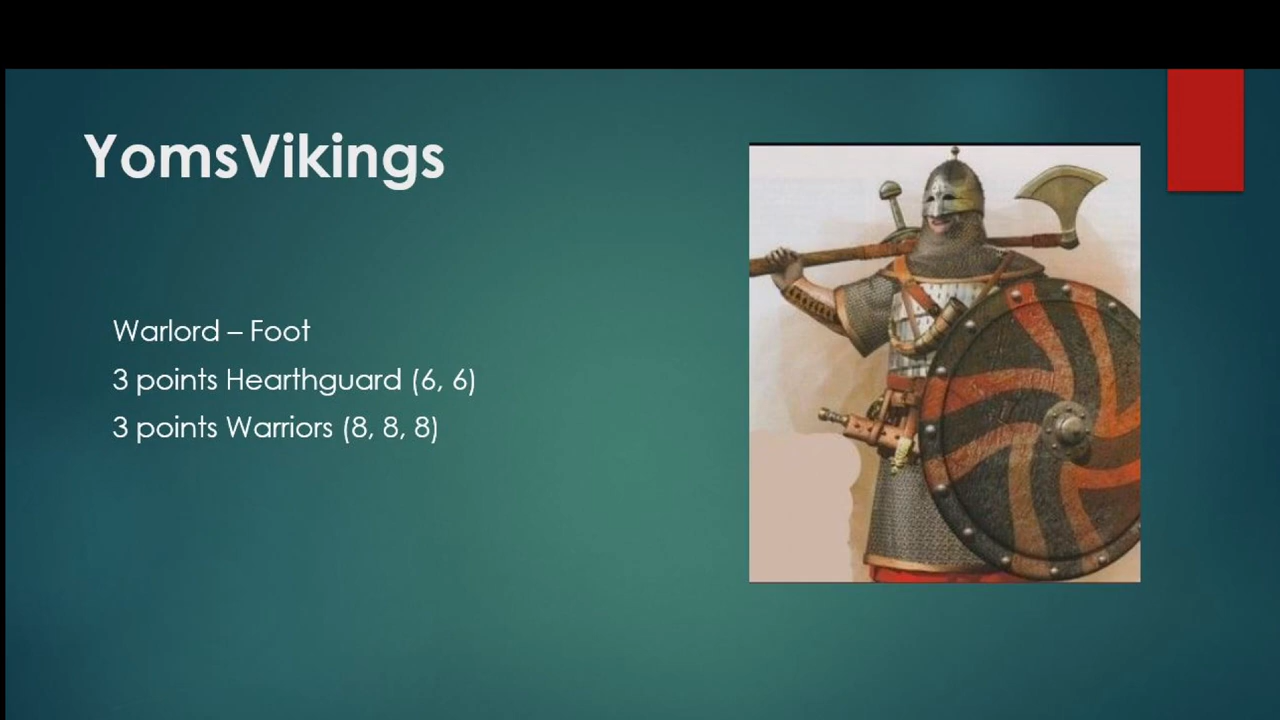 YomsVikings
Warlord – Foot
3 points Hearthguard (6, 6)
3 points Warriors (8, 8, 8)